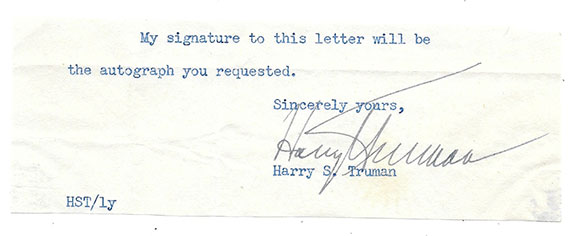 My signature to this letter will be
the autograph you requested.
Sincerely yours,
Harry S Truman
Harry S. Truman
HST/ly